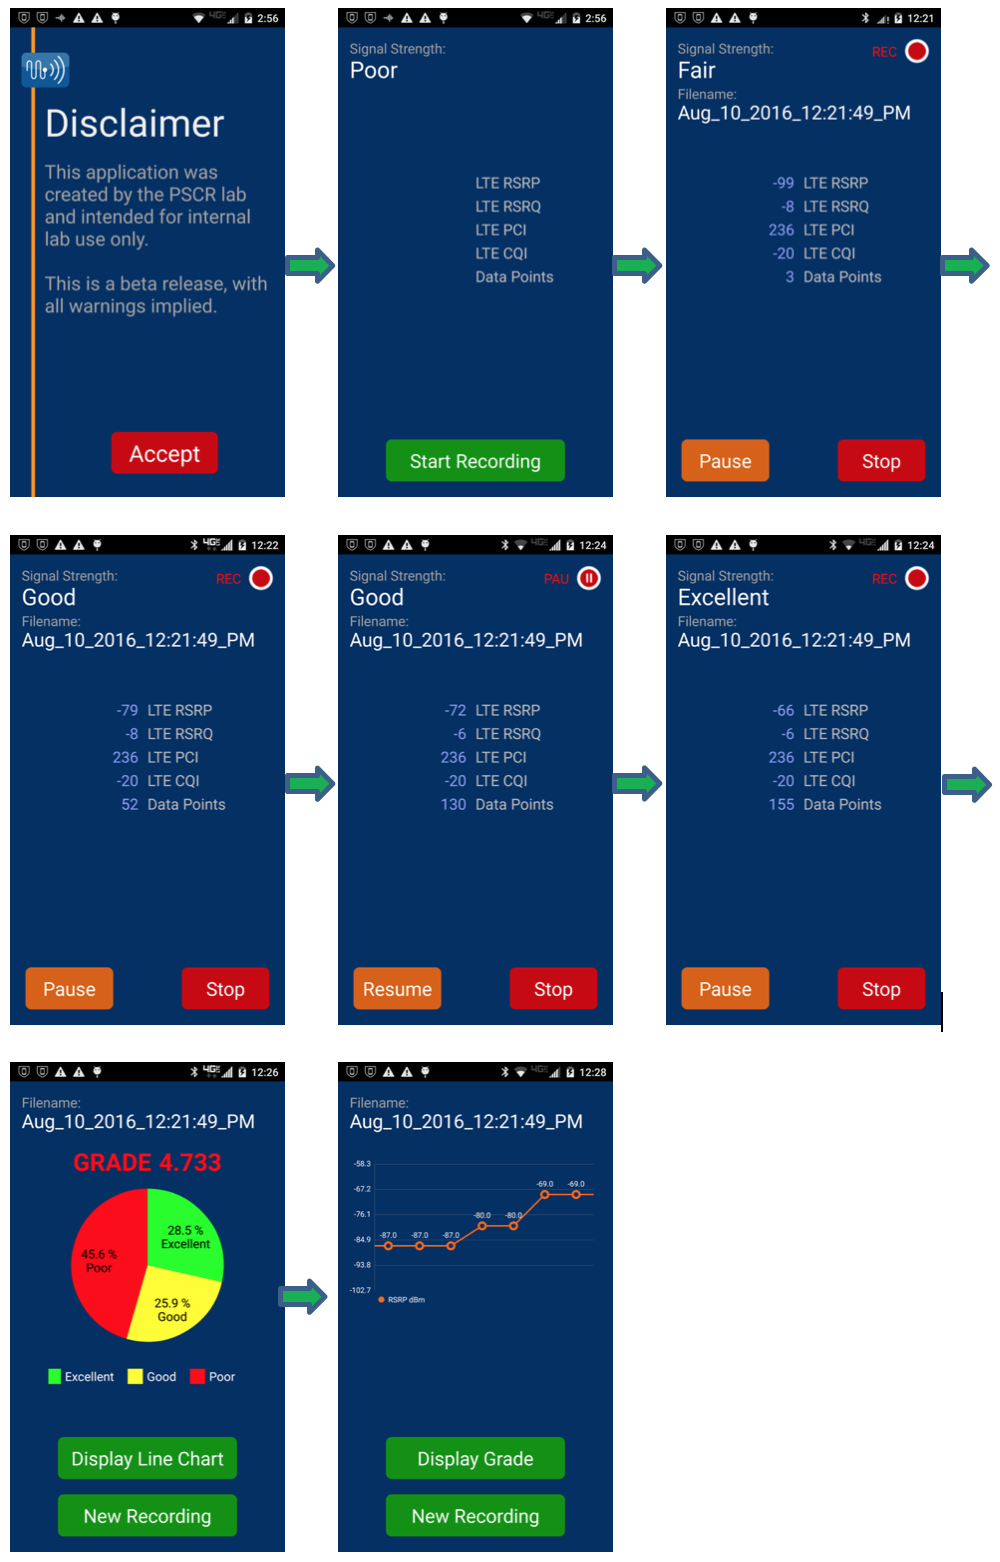 2:56
Disclaimer
This application was
created by the PSCR lab
and intended for internal
lab use only.
This is a beta release, with
all warnings implied.
Accept
4G 2:56
Signal Strength:
Poor
LTE RSRP
LTE RSRQ
LTE PCI
LTE CQI
Data Points
Start Recording
12:21
Signal Strength:
REC
Fair
Filename:
Aug_10_2016_12:21:49_PM
-99 LTE RSRP
-8 LTE RSRQ
236 LTE PCI
-20 LTE CQI
3 Data Points
Pause Stop
4G 12:22
Signal Strength:
REC
Good
Filename:
Aug_10_2016_12:21:49_PM
-79 LTE RSRP
-8 LTE RSRQ
236 LTE PCI
-20 LTE CQI
52 Data Points
Pause Stop
4G 12:24
Signal Strength:
PAU
Good
Filename:
Aug_10_2016_12:21:49_PM
-72 LTE RSRP
-6 LTE RSRQ
236 LTE PCI
-20 LTE CQI
130 Data Points
Resume Stop
4G 12:24
Signal Strength:
REC
Excellent
Filename:
Aug_10_2016_12:21:49_PM
-66 LTE RSRP
-6 LTE RSRQ
236 LTE PCI
-20 LTE CQI
155 Data Points
Pause Stop
4G 12:26
Filename:
Aug_10_2016_12:21:49_PM
GRADE 4.733
28.5 %
Excellent
45.6 %
Poor
25.9 %
Good
Excellent Good Poor
Display Line Chart
New Recording
4G 12:28
Filename:
Aug_10_2016_12:21:49_PM
-58.3
-67.2
-76.1
-84.9
-93.8
-102.7
-87.0 -87.0 -87.0 -80.0 -80.0 -69.0 -69.0
RSRP dBm
Display Grade
New Recording